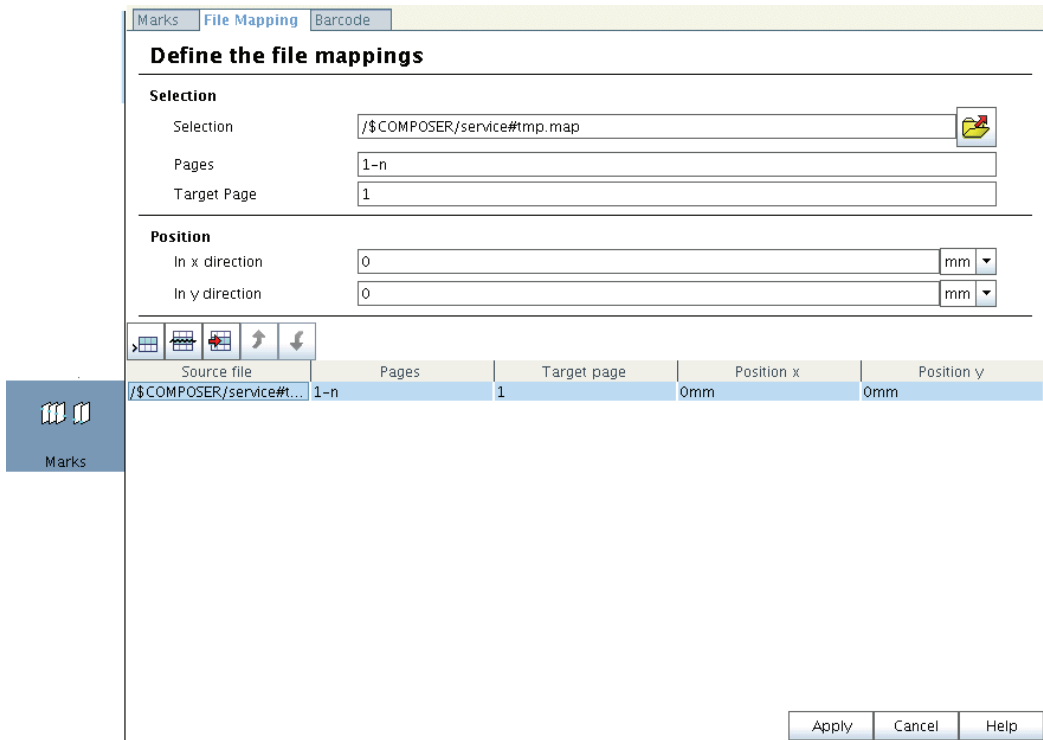 Marks File Mapping Barcode
Define the file mappings
Selection
Selection /$COMPOSER/service#tmp.map
Pages 1-n
Target Page 1
Position
In x direction 0 mm
In y direction 0 mm
Source file Pages Target page Position x Position y
/$COMPOSER/service#t... 1-n 1 0mm 0mm
Marks
Apply Cancel Help